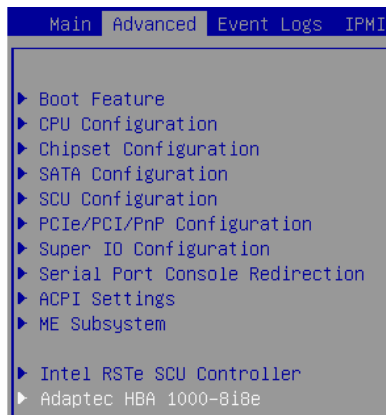 Main Advanced Event Logs IPMI
Boot Feature
CPU Configuration
Chipset Configuration
SATA Configuration
SCU Configuration
PCIe/PCI/PnP Configuration
Super IO Configuration
Serial Port Console Redirection
ACPI Settings
ME Subsystem
Intel RSTe SCU Controller
Adaptec HBA 1000-8i8e